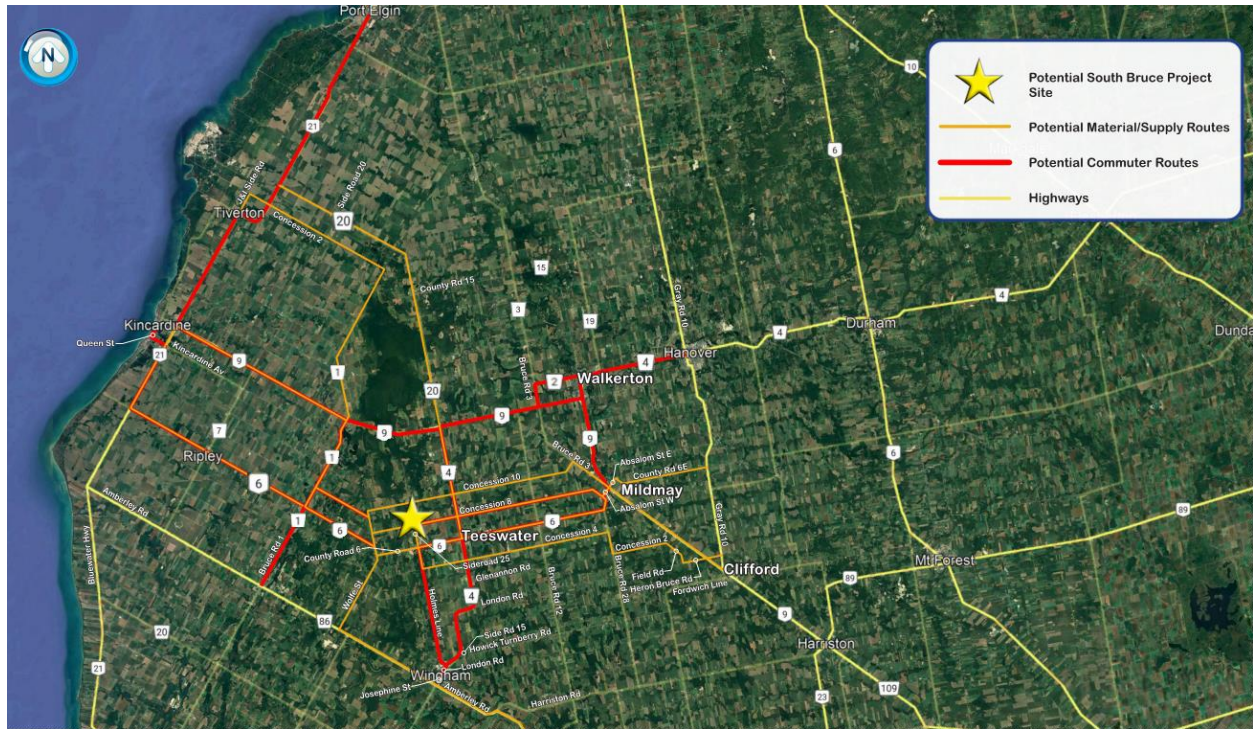 Port Elgin
N
Potential South Bruce Project
Site
Potential Material/Supply Routes
Potential Commuter Routes
Highways
10
6
21
J&I Side Rd
Side Road 20
Tiverton
20
Concession 2
15
County Rd 15
3
19
Gray Rd 10
4
4
Durham
Kincardine
Queen St
21
Kincardine Av
9
1
Bruce Rd 3
2
4
Hanover
Walkerton
20
9
9
7
Ripley
1
4
9
Bruce Rd 3
Absalom St E
County Rd 6E
6
6
Concession 10
Mildmay
Absalom St W
Concession 8
Amberley Rd
1
6
Teeswater
6
Concession 4
Gray Rd 10
89
County Road 6
6
Sideroad 25
Glenannon Rd
Concession 2
Mt Forest
Bluewater Hwy
Bruce Rd 1
Clifford
Field Rd
Heron Bruce Rd
Fordwich Line
89
Wolfe St
Holmes Line
4
London Rd
Bruce Rd 12
Bruce Rd 28
86
9
20
Side Rd 15
Howick Turnberry Rd
Harriston
21
London Rd
Wingham
Josephine St
Amberley Rd
Harriston Rd
23
109